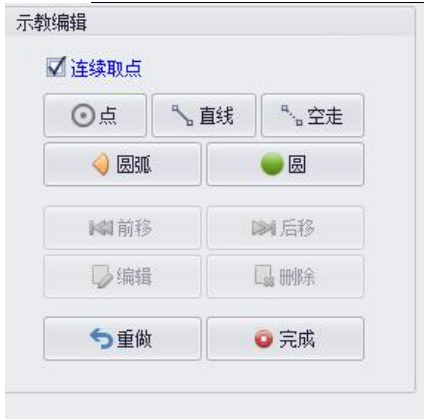 示教编辑
连续取点
点 直线 空走
圆弧 圆
前移 后移
编辑 删除
重做 完成